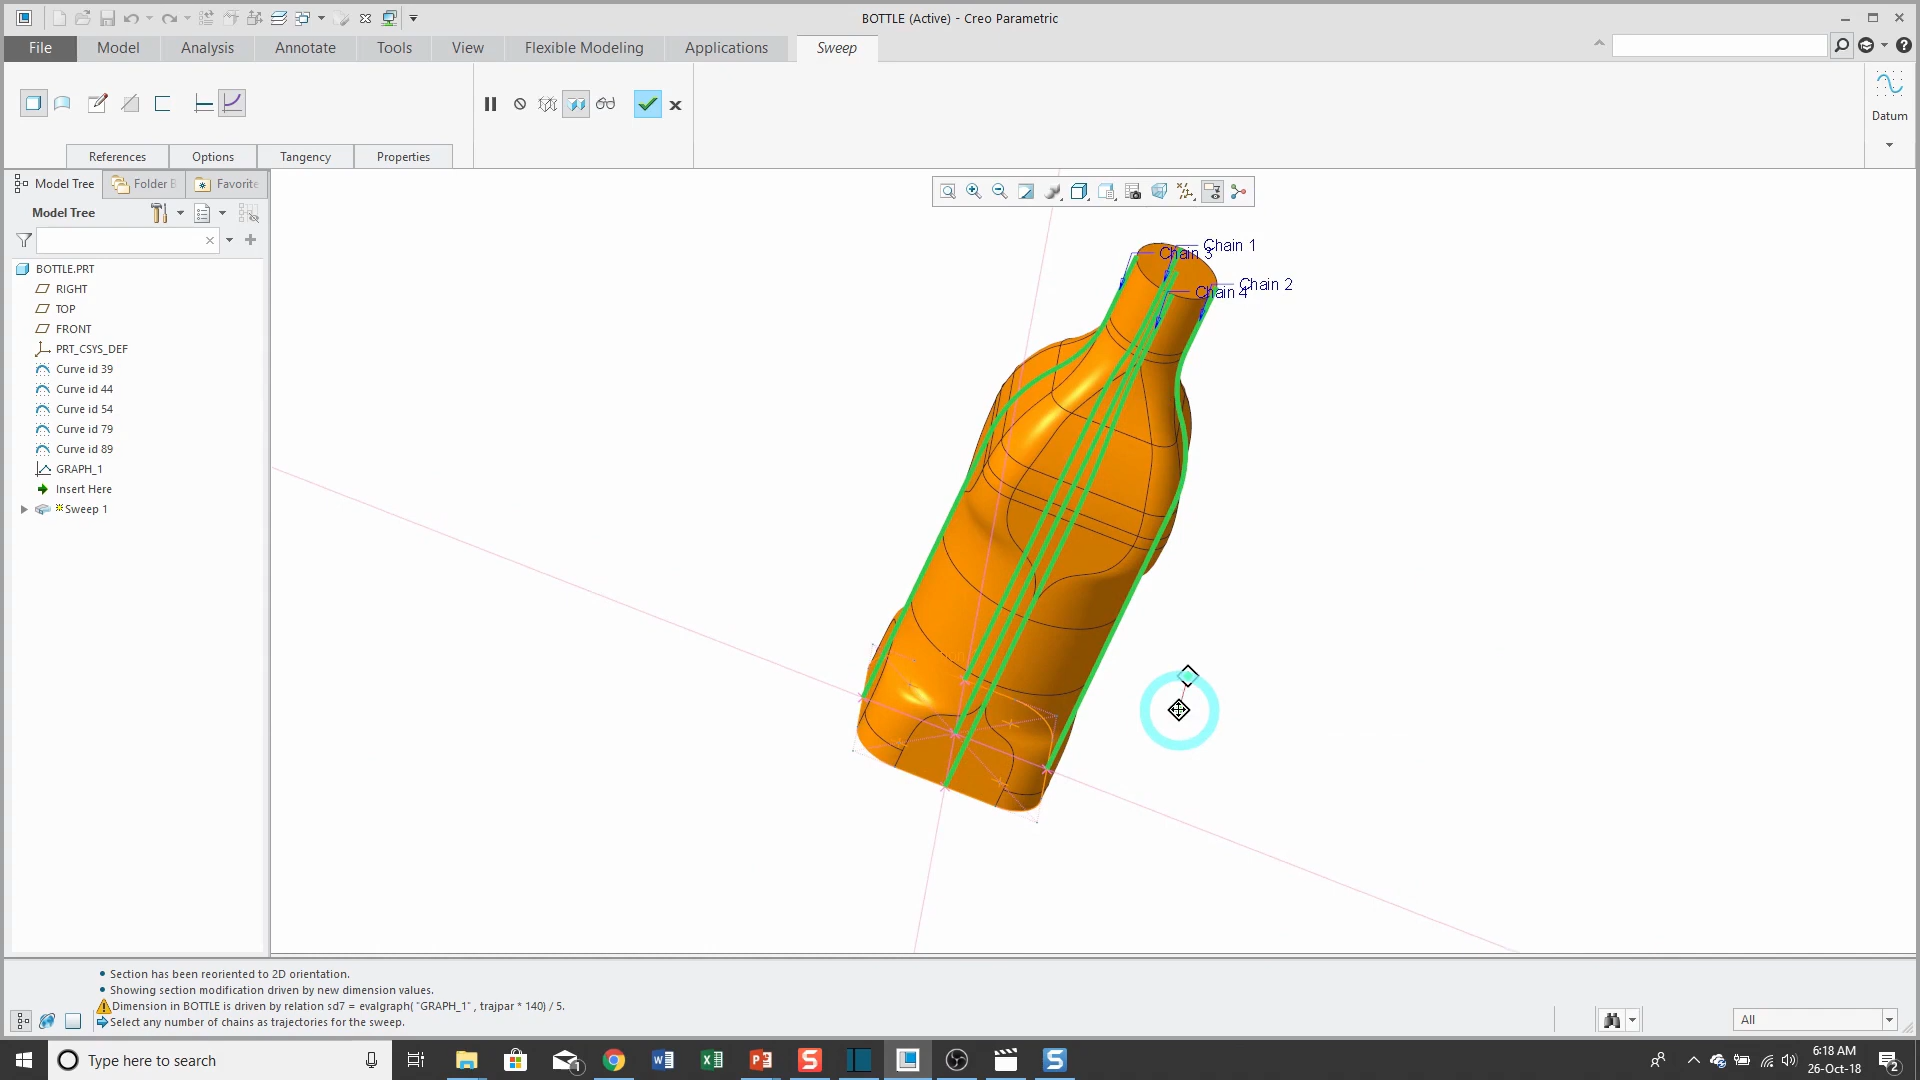 BOTTLE (Active) - Creo Parametric
File Model Analysis Annotate Tools View Flexible Modeling Applications Sweep
Datum
References Options Tangency Properties
Model Tree Folder B Favorite
Model Tree
BOTTLE.PRT
RIGHT
TOP
FRONT
PRT_CSYS_DEF
Curve id 39
Curve id 44
Curve id 54
Curve id 79
Curve id 89
GRAPH_1
Insert Here
Sweep 1
Chain 1
Chain 3
Chain 2
Chain 4
Section has been reoriented to 2D orientation.
Showing section modification driven by new dimension values.
Dimension in BOTTLE is driven by relation sd7 = evalgraph( "GRAPH_1" , trajpar * 140) / 5.
Select any number of chains as trajectories for the sweep.
All
Type here to search
6:18 AM
26-Oct-18